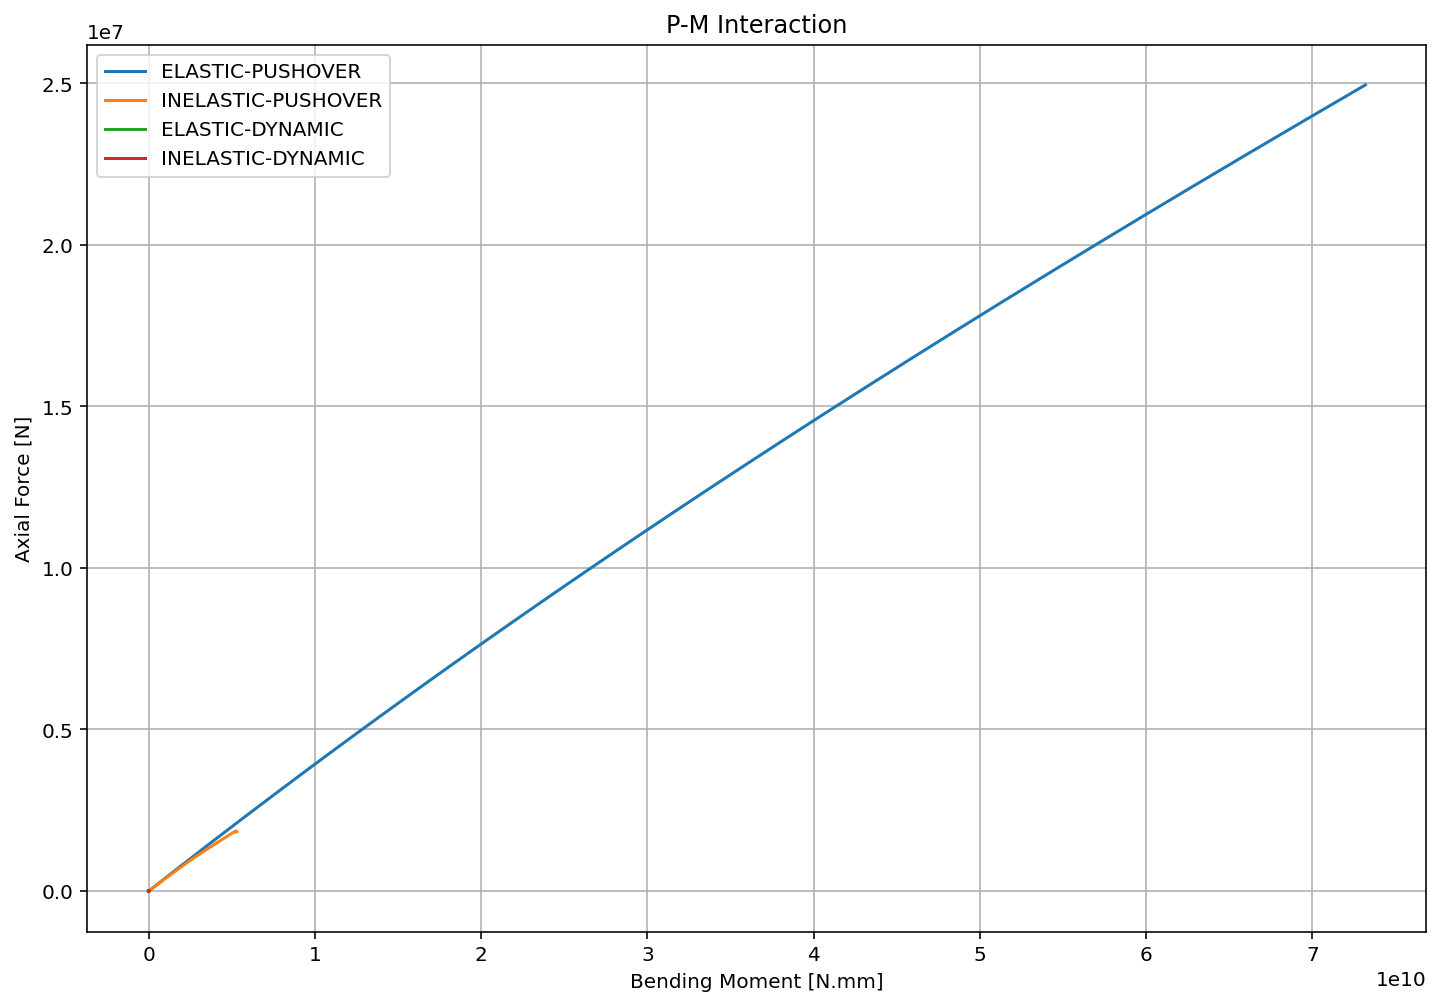 P-M Interaction
1e7
ELASTIC-PUSHOVER
INELASTIC-PUSHOVER
ELASTIC-DYNAMIC
INELASTIC-DYNAMIC
2.5
2.0
1.5
1.0
0.5
0.0
Axial Force [N]
0 1 2 3 4 5 6 7
Bending Moment [N.mm]
1e10